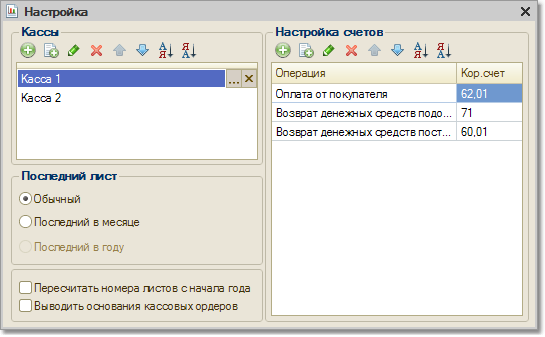 Настройка
Кассы
Касса 1
...
Касса 2
Последний лист
Обычный
Последний в месяце
Последний в году
Пересчитать номера листов с начала года
Выводить основания кассовых ордеров
Настройка счетов
Операция Кор.счет
Оплата от покупателя 62,01
Возврат денежных средств подо... 71
Возврат денежных средств пост... 60,01